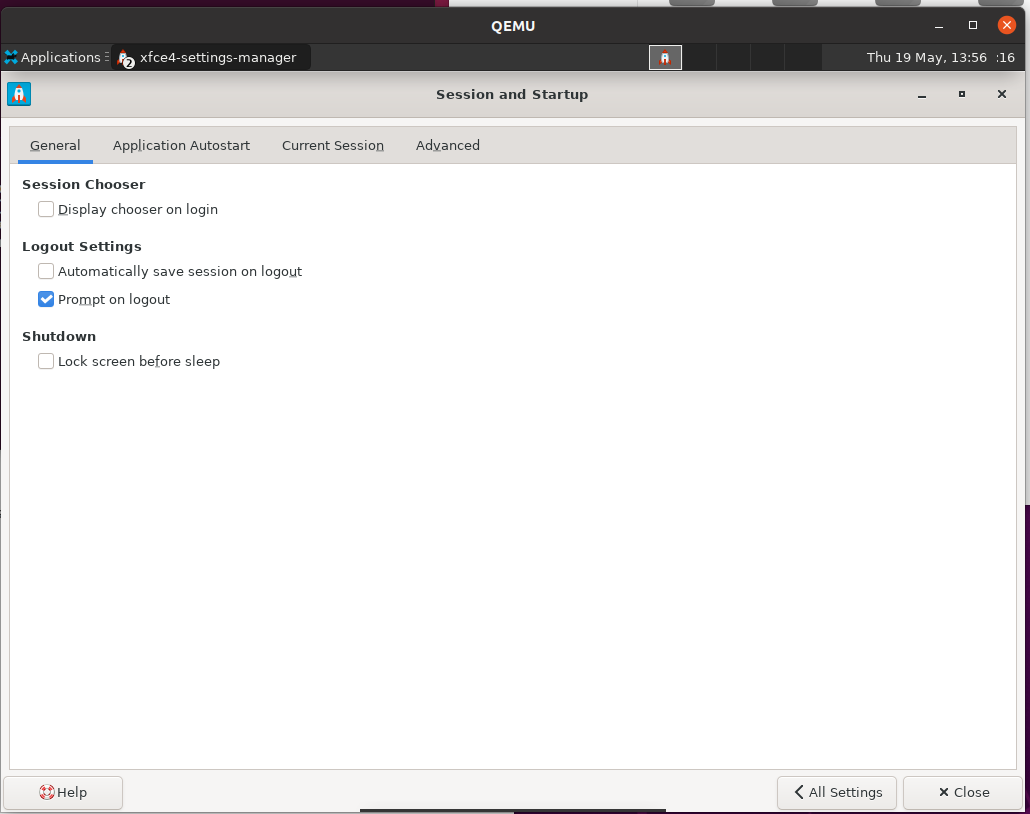 QEMU
Applications
2 xfce4-settings-manager
Thu 19 May, 13:56 :16
Session and Startup
General Application Autostart Current Session Advanced
Session Chooser
Display chooser on login
Logout Settings
Automatically save session on logout
Prompt on logout
Shutdown
Lock screen before sleep
Help All Settings Close